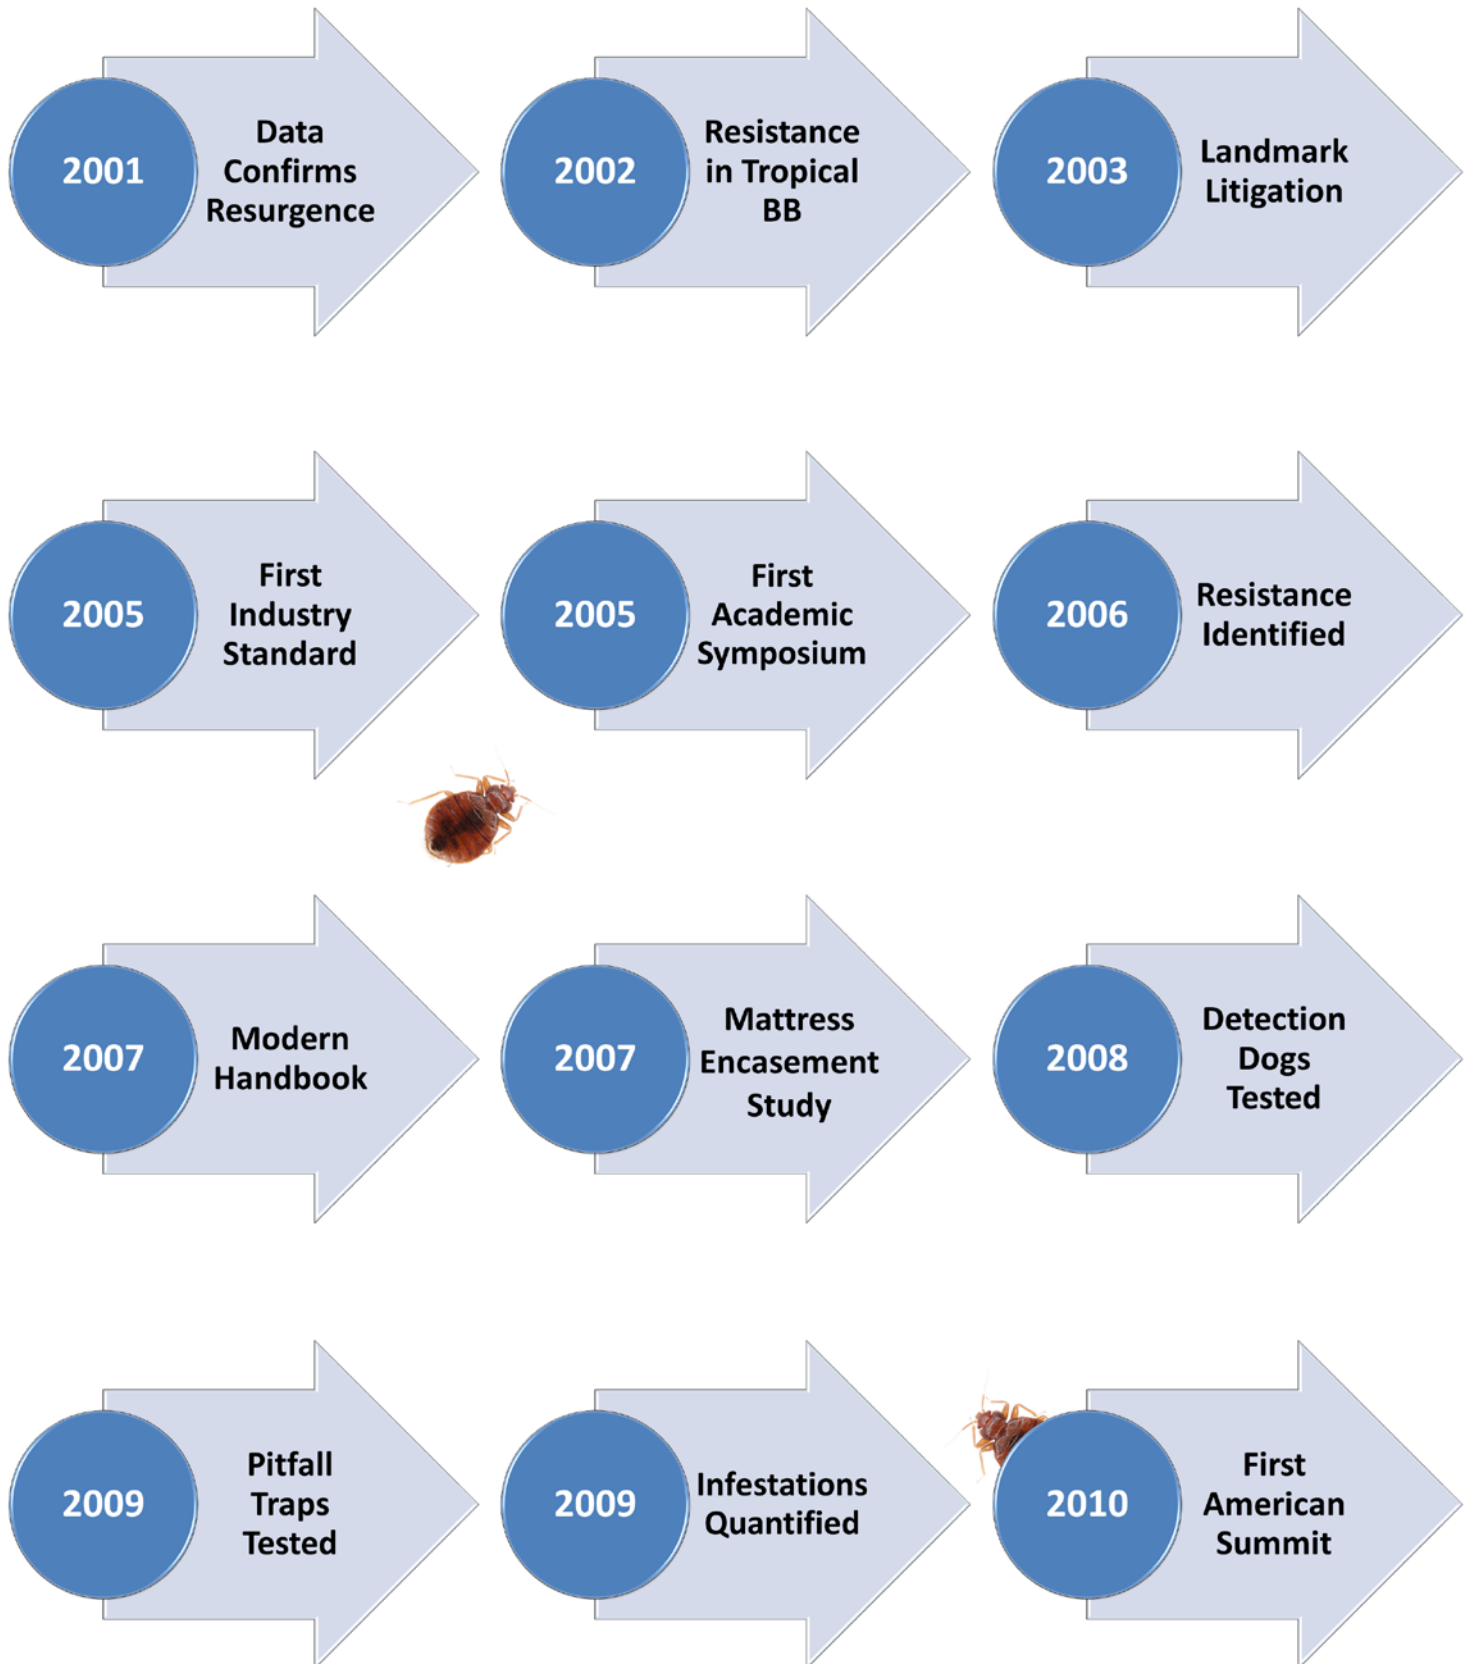 2001
Data
Confirms
Resurgence
2002
Resistance
in Tropical
BB
2003
Landmark
Litigation
2005
First
Industry
Standard
2005
First
Academic
Symposium
2006
Resistance
Identified
2007
Modern
Handbook
2007
Mattress
Encasement
Study
2008
Detection
Dogs
Tested
2009
Pitfall
Traps
Tested
2009
Infestations
Quantified
2010
First
American
Summit